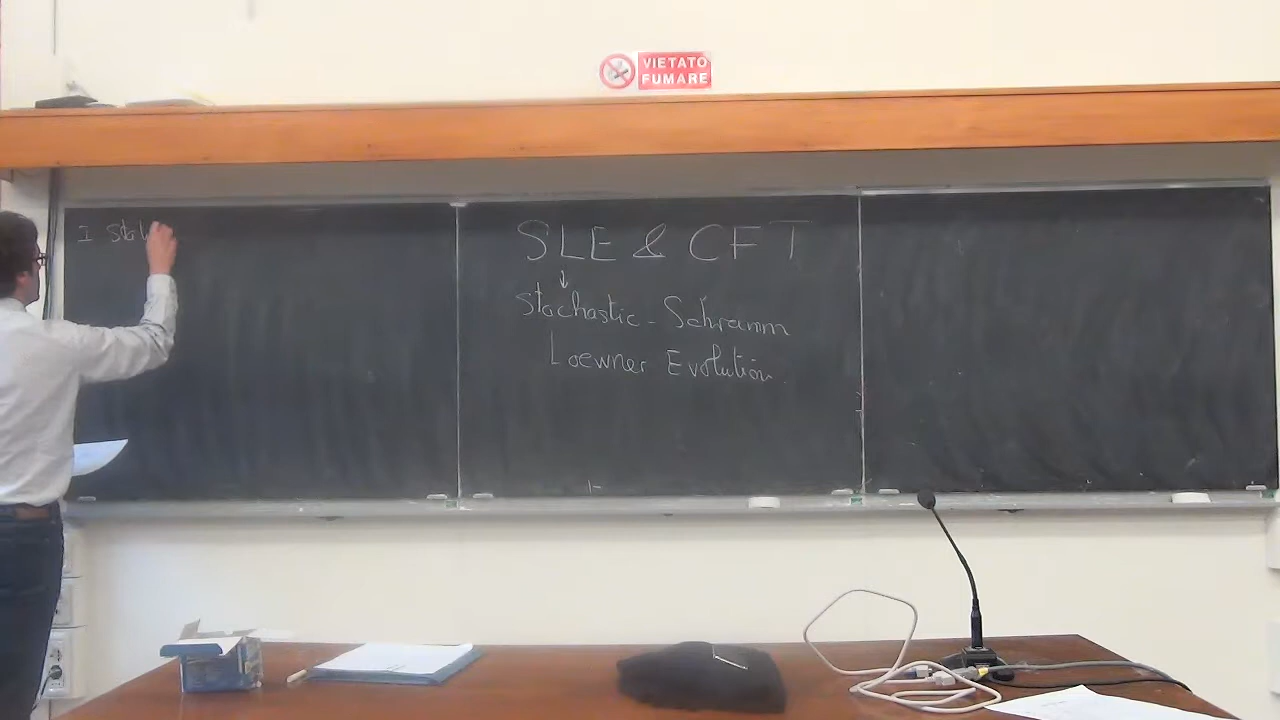 VIETATO
FUMARE
I
SLE & CFT
↓
Stochastic - Schramm
Loewner Evolution